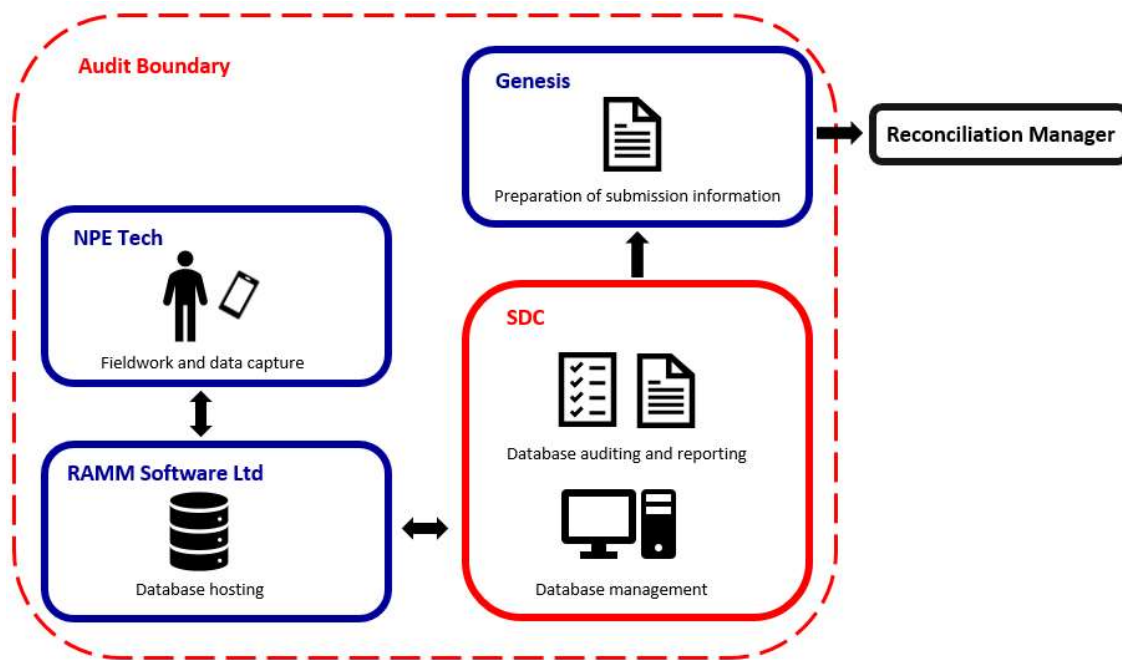 Audit Boundary
Genesis
Preparation of submission information
Reconciliation Manager
NPE Tech
Fieldwork and data capture
SDC
Database auditing and reporting
Database management
RAMM Software Ltd
Database hosting